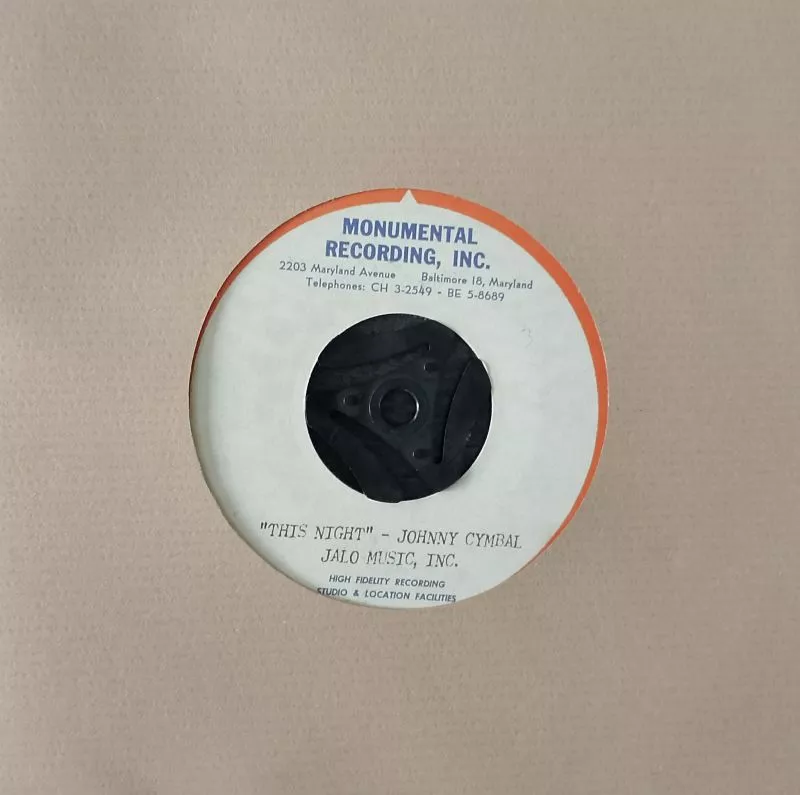 MONUMENTAL
RECORDING, INC.
2203 Maryland Avenue Baltimore 18, Maryland
Telephones: CH 3-2549 - BE 5-8689
"THIS NIGHT" - JOHNNY CYMBAL
JALO MUSIC, INC.
HIGH FIDELITY RECORDING
STUDIO & LOCATION FACILITIES